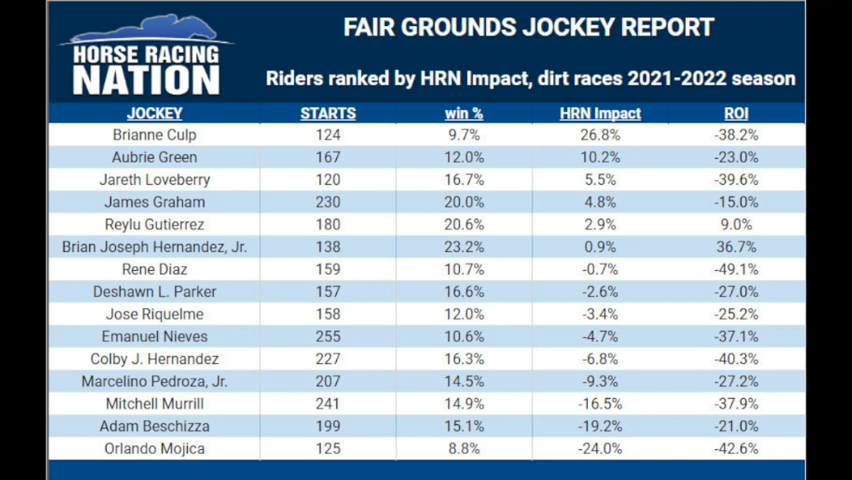 HORSE RACING
NATION
FAIR GROUNDS JOCKEY REPORT
Riders ranked by HRN Impact, dirt races 2021-2022 season
JOCKEY STARTS win % HRN Impact ROI
Brianne Culp 124 9.7% 26.8% -38.2%
Aubrie Green 167 12.0% 10.2% -23.0%
Jareth Loveberry 120 16.7% 5.5% -39.6%
James Graham 230 20.0% 4.8% -15.0%
Reylu Gutierrez 180 20.6% 2.9% 9.0%
Brian Joseph Hernandez, Jr. 138 23.2% 0.9% 36.7%
Rene Diaz 159 10.7% -0.7% -49.1%
Deshawn L. Parker 157 16.6% -2.6% -27.0%
Jose Riquelme 158 12.0% -3.4% -25.2%
Emanuel Nieves 255 10.6% -4.7% -37.1%
Colby J. Hernandez 227 16.3% -6.8% -40.3%
Marcelino Pedroza, Jr. 207 14.5% -9.3% -27.2%
Mitchell Murrill 241 14.9% -16.5% -37.9%
Adam Beschizza 199 15.1% -19.2% -21.0%
Orlando Mojica 125 8.8% -24.0% -42.6%